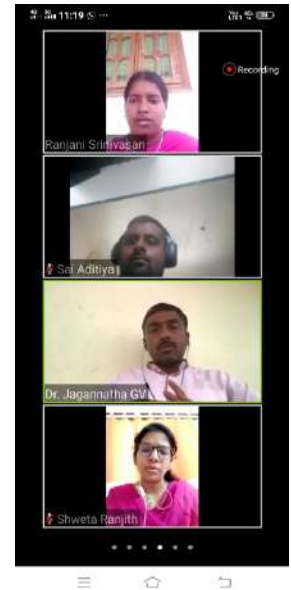 11:19
Recording
Ranjani Srinivasan
Sai Aditiya
Dr. Jagannatha GV
Shweta Ranjith